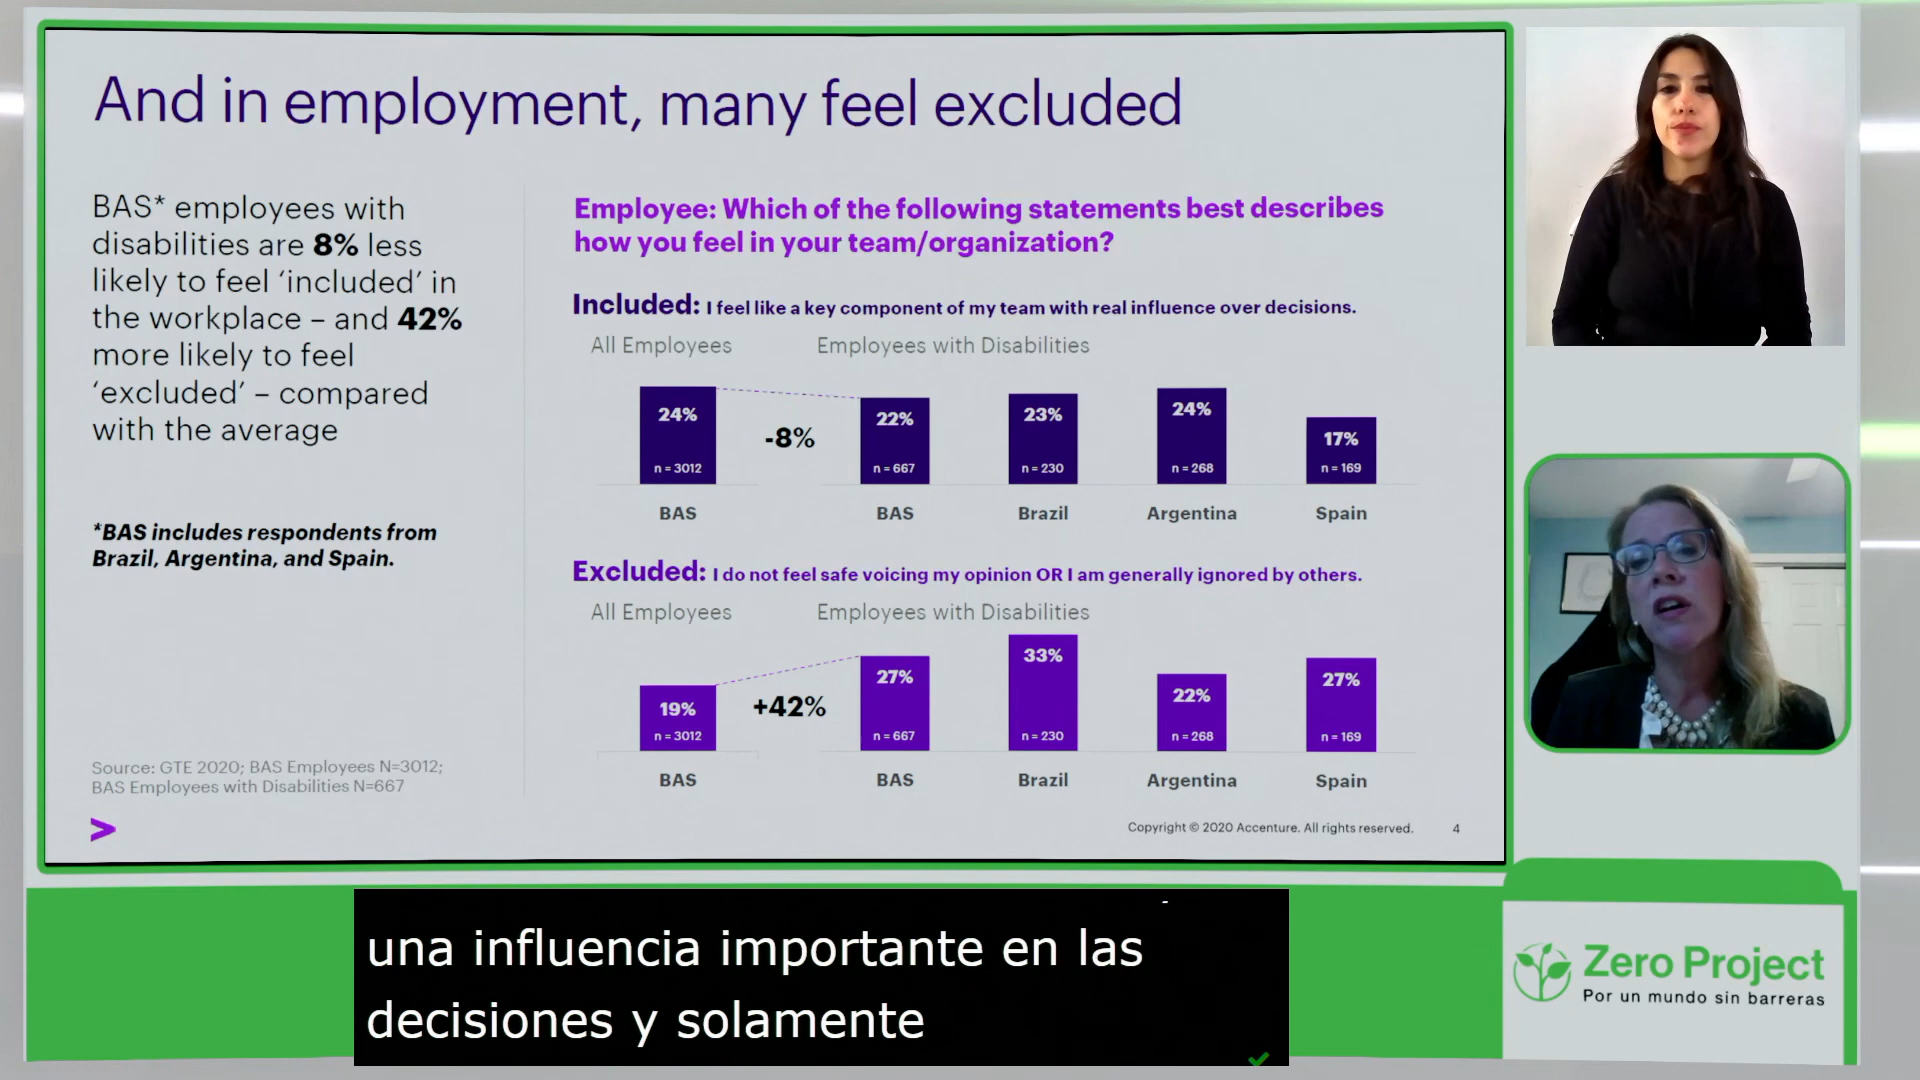 And in employment, many feel excluded
BAS* employees with
disabilities are 8% less
likely to feel ‘included’ in
the workplace – and 42%
more likely to feel
‘excluded’ – compared
with the average
*BAS includes respondents from
Brazil, Argentina, and Spain.
Source: GTE 2020; BAS Employees N=3012;
BAS Employees with Disabilities N=667
>
Employee: Which of the following statements best describes
how you feel in your team/organization?
Included: I feel like a key component of my team with real influence over decisions.
All Employees Employees with Disabilities
24% -8% 22% 23% 24% 17%
n = 3012 n = 667 n = 230 n = 268 n = 169
BAS BAS Brazil Argentina Spain
Excluded: I do not feel safe voicing my opinion OR I am generally ignored by others.
All Employees Employees with Disabilities
19% +42% 27% 33% 22% 27%
n = 3012 n = 667 n = 230 n = 268 n = 169
BAS BAS Brazil Argentina Spain
Copyright © 2020 Accenture. All rights reserved. 4
una influencia importante en las
decisiones y solamente
Zero Project
Por un mundo sin barreras